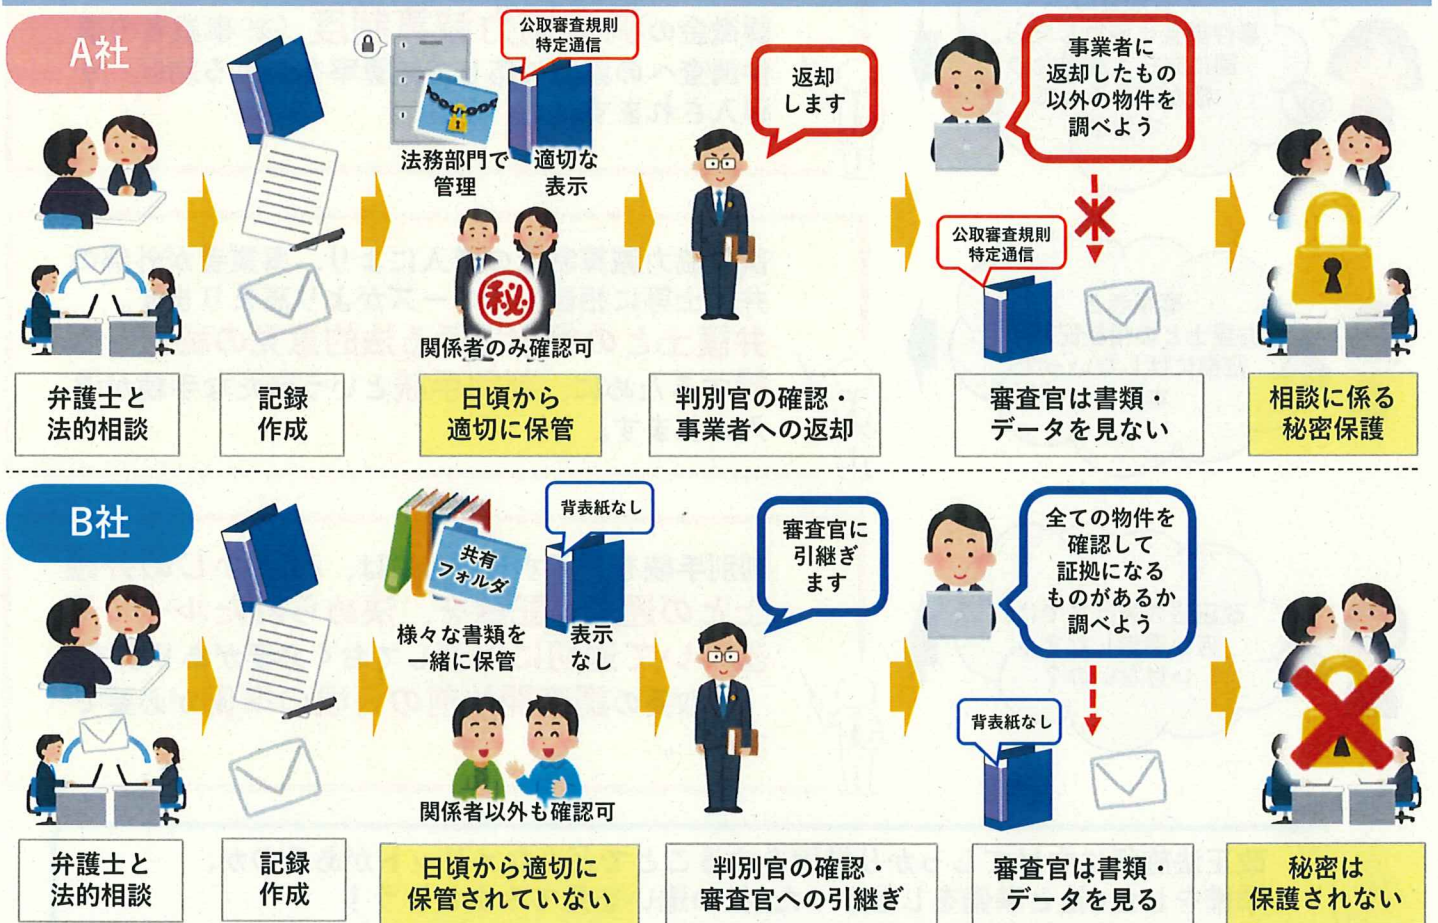 A社
公取審査規則
特定通信
法務部門で
管理
適切な
表示
秘
関係者のみ確認可
返却
します
事業者に
返却したもの
以外の物件を
調べよう
公取審査規則
特定通信
弁護士と
法的相談
記録
作成
日頃から
適切に保管
判別官の確認・
事業者への返却
審査官は書類・
データを見ない
相談に係る
秘密保護
B社
共有
フォルダ
背表紙なし
様々な書類を
一緒に保管
表示
なし
関係者以外も確認可
審査官に
引継ぎ
ます
全ての物件を
確認して
証拠になる
ものがあるか
調べよう
背表紙なし
弁護士と
法的相談
記録
作成
日頃から適切に
保管されていない
判別官の確認・
審査官への引継ぎ
審査官は書類・
データを見る
秘密は
保護されない